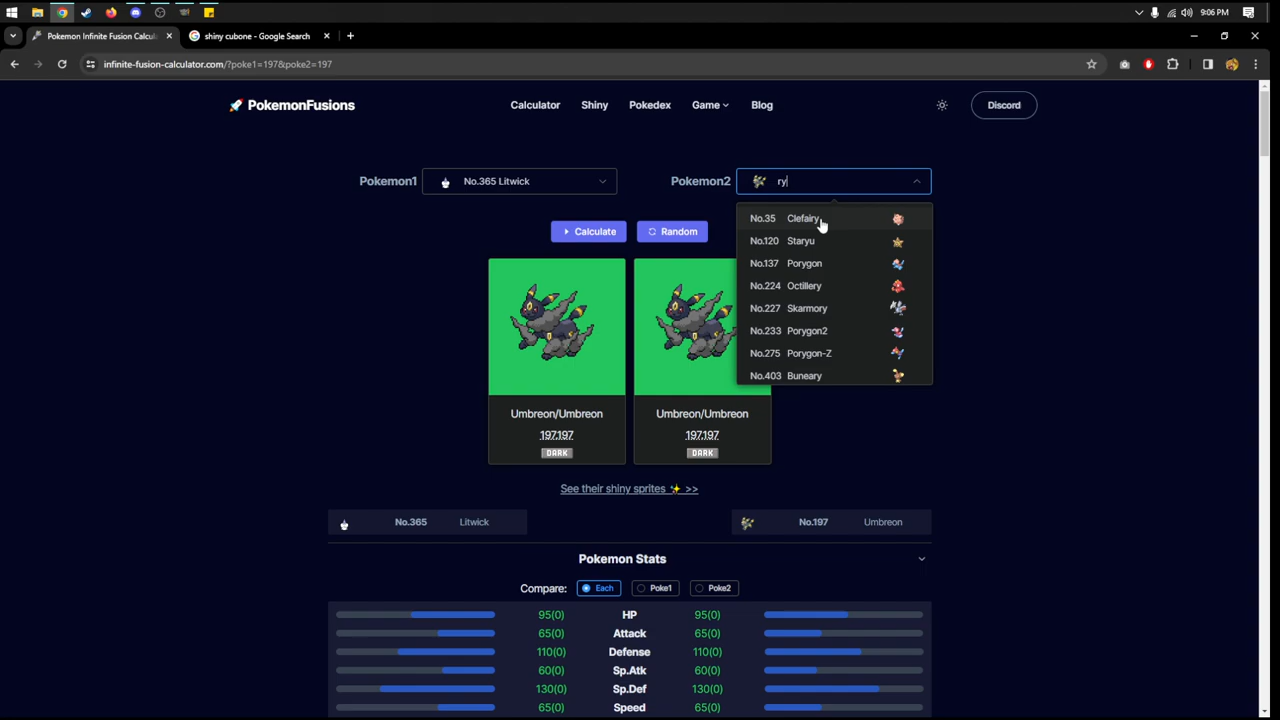 9:06 PM
Pokemon Infinite Fusion Calcula
shiny cubone - Google Search
infinite-fusion-calculator.com/?poke1=197&poke2=197
PokemonFusions
Calculator Shiny Pokedex Game Blog
Discord
Pokemon1 No.365 Litwick
Pokemon2 ry
Calculate Random
No.35 Clefairy
No.120 Staryu
No.137 Porygon
No.224 Octillery
No.227 Skarmory
No.233 Porygon2
No.275 Porygon-Z
No.403 Buneary
Umbreon/Umbreon Umbreon/Umbreon
197.197 197.197
DARK DARK
See their shiny sprites ✨ >>
No.365 Litwick No.197 Umbreon
Pokemon Stats
Compare: Each Poke1 Poke2
95(0) HP 95(0)
65(0) Attack 65(0)
110(0) Defense 110(0)
60(0) Sp.Atk 60(0)
130(0) Sp.Def 130(0)
65(0) Speed 65(0)